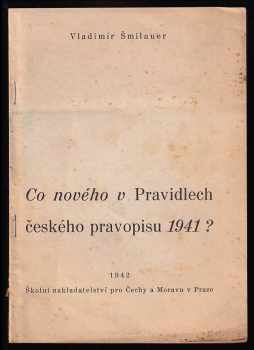 Vladimír Šmilauer
Co nového v Pravidlech
českého pravopisu 1941 ?
1942
Školní nakladatelství pro Čechy a Moravu v Praze